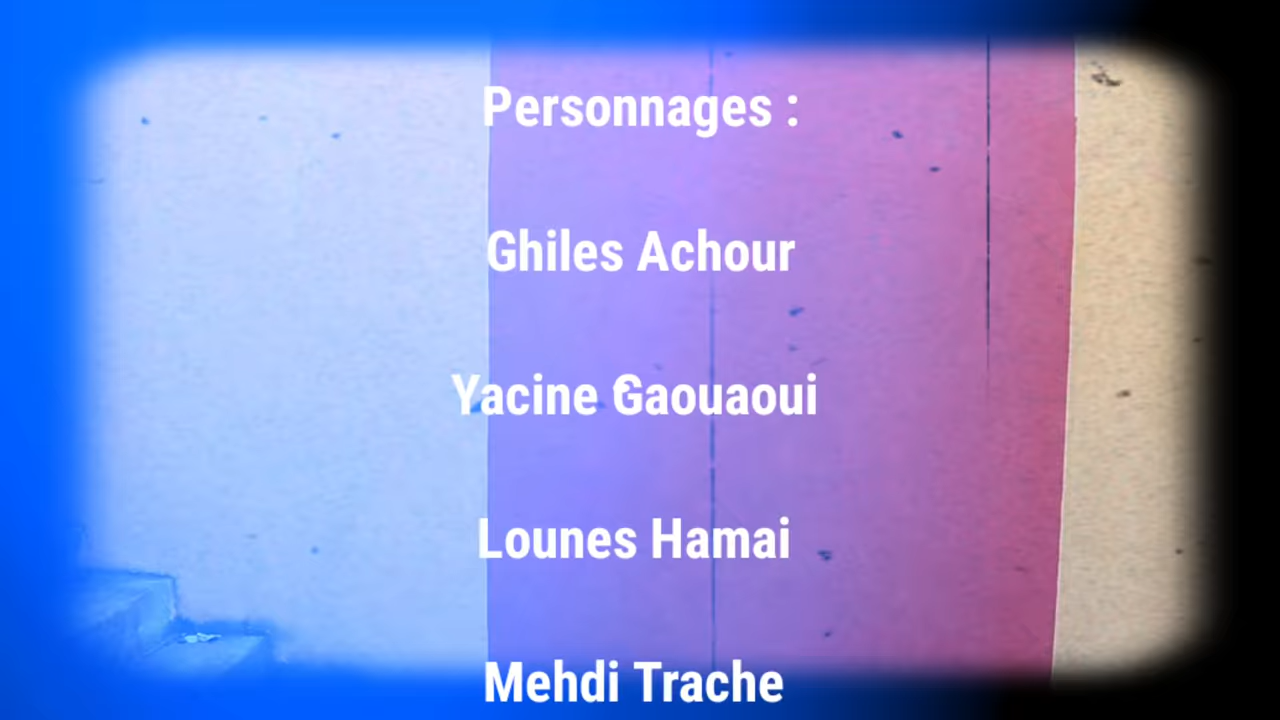 Personnages :
Ghiles Achour
Yacine Gaouaoui
Lounes Hamai
Mehdi Trache